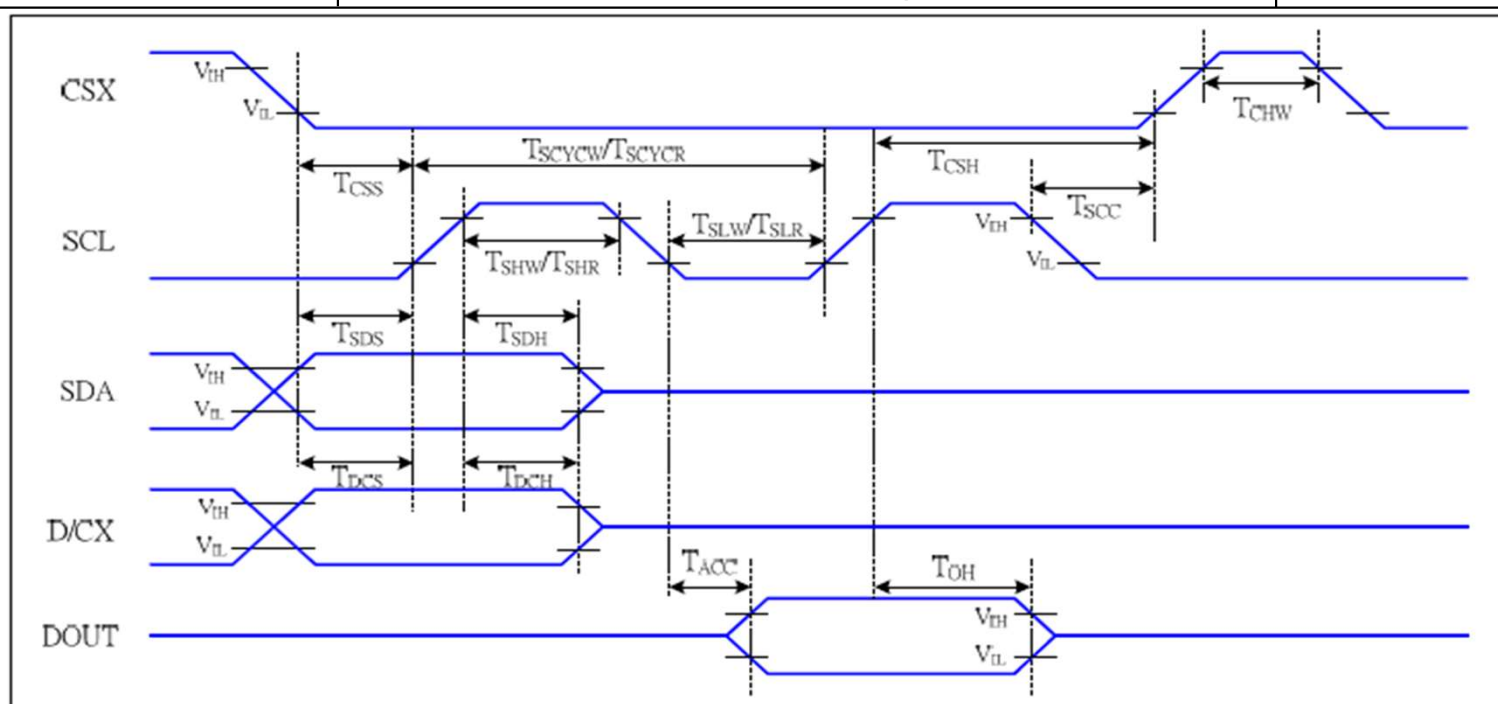 CSX
VIH
VIL
TCHW
TSCYCW/TSCYCR
TCSS
TCSH
TSCC
SCL
TSLW/TSLR
TSHW/TSHR
VIH
VIL
TSDS
TSDH
SDA
VIH
VIL
TDCS
TDCH
D/CX
VIH
VIL
TACC
TOH
DOUT
VIH
VIL